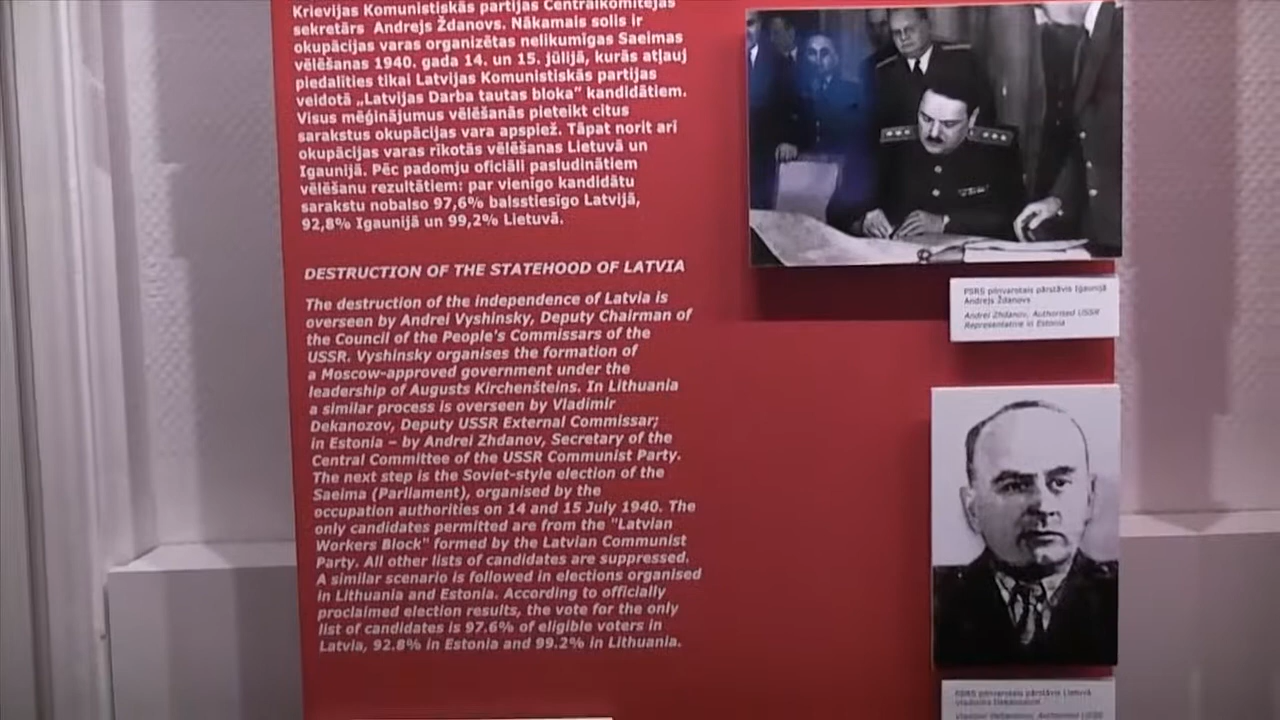 Krievijas Komunistiskās partijas Centrālkomitejas
sekretārs Andrejs Ždanovs. Nākamais solis ir
okupācijas varas organizētas nelikumīgas Saeimas
vēlēšanas 1940. gada 14. un 15. jūlijā, kurās atļauj
piedalīties tikai Latvijas Komunistiskās partijas
veidotā „Latvijas Darba tautas bloka” kandidātiem.
Visus mēģinājumus vēlēšanās pieteikt citus
sarakstus okupācijas vara apspiež. Tāpat norit arī
okupācijas varas rīkotās vēlēšanas Lietuvā un
Igaunijā. Pēc padomju oficiāli pasludinātiem
vēlēšanu rezultātiem: par vienīgo kandidātu
sarakstu nobalso 97,6% balsstiesīgo Latvijā,
92,8% Igaunijā un 99,2% Lietuvā.
DESTRUCTION OF THE STATEHOOD OF LATVIA
The destruction of the independence of Latvia is
overseen by Andrei Vyshinsky, Deputy Chairman of
the Council of the People's Commissars of the
USSR. Vyshinsky organises the formation of
a Moscow-approved government under the
leadership of Augusts Kirchenšteins. In Lithuania
a similar process is overseen by Vladimir
Dekanozov, Deputy USSR External Commissar;
in Estonia – by Andrei Zhdanov, Secretary of the
Central Committee of the USSR Communist Party.
The next step is the Soviet-style election of the
Saeima (Parliament), organised by the
occupation authorities on 14 and 15 July 1940. The
only candidates permitted are from the "Latvian
Workers Block" formed by the Latvian Communist
Party. All other lists of candidates are suppressed.
A similar scenario is followed in elections organised
in Lithuania and Estonia. According to officially
proclaimed election results, the vote for the only
list of candidates is 97.6% of eligible voters in
Latvia, 92.8% in Estonia and 99.2% in Lithuania.
PSRS pilnvarotais pārstāvis Igaunijā
Andrejs Ždanovs
Andrei Zhdanov, Authorised USSR
Representative in Estonia
PSRS pilnvarotais pārstāvis Lietuvā
Vladimirs Dekanozovs
Vladimir Dekanozov, Authorised USSR